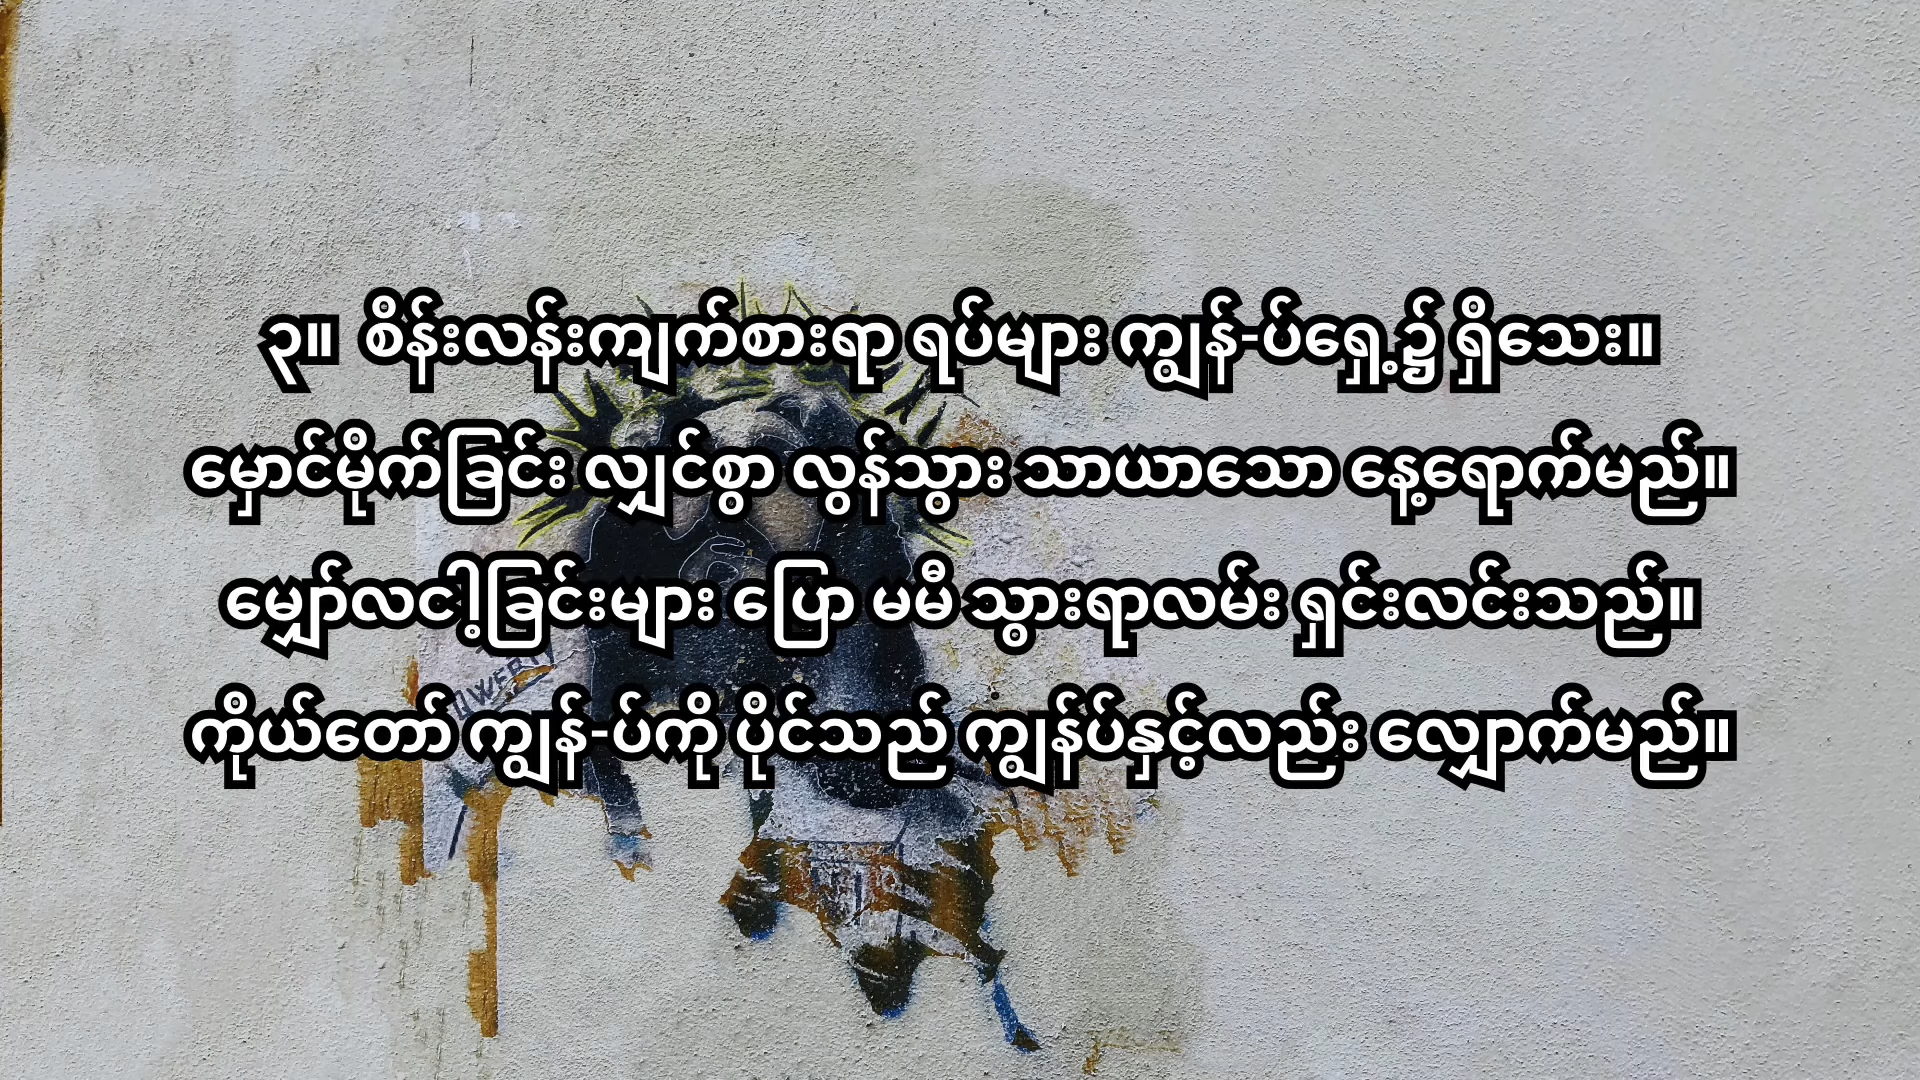 ၃။ စိန်းလန်းကျက်စားရာ ရပ်များ ကျွန်-ပ်ရှေ့၌ ရှိသေး။
မှောင်မိုက်ခြင်း လျှင်စွာ လွန်သွား သာယာသော နေ့ရောက်မည်။
မျှော်လင့်ခြင်းများ ပြော မမီ သွားရာလမ်း ရှင်းလင်းသည်။
ကိုယ်တော် ကျွန်-ပ်ကို ပိုင်သည် ကျွန်ပ်နှင့်လည်း လျှောက်မည်။
QWERTY